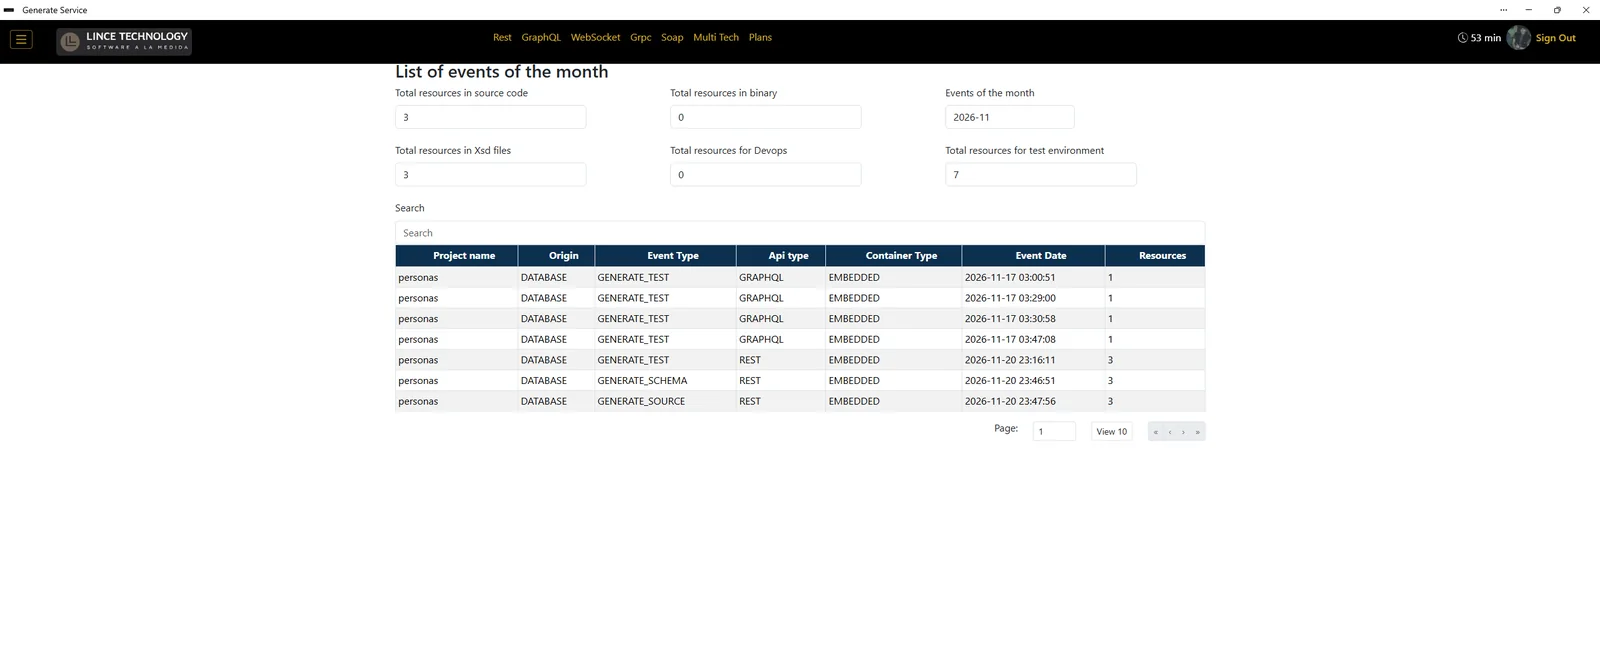 Generate Service
LINCE TECHNOLOGY
SOFTWARE A LA MEDIDA
Rest GraphQL WebSocket Grpc Soap Multi Tech Plans
53 min Sign Out
List of events of the month
Total resources in source code Total resources in binary Events of the month
3 0 2026-11
Total resources in Xsd files Total resources for Devops Total resources for test environment
3 0 7
Search
Search
Project name Origin Event Type Api type Container Type Event Date Resources
personas DATABASE GENERATE_TEST GRAPHQL EMBEDDED 2026-11-17 03:00:51 1
personas DATABASE GENERATE_TEST GRAPHQL EMBEDDED 2026-11-17 03:29:00 1
personas DATABASE GENERATE_TEST GRAPHQL EMBEDDED 2026-11-17 03:30:58 1
personas DATABASE GENERATE_TEST GRAPHQL EMBEDDED 2026-11-17 03:47:08 1
personas DATABASE GENERATE_TEST REST EMBEDDED 2026-11-20 23:16:11 3
personas DATABASE GENERATE_SCHEMA REST EMBEDDED 2026-11-20 23:46:51 3
personas DATABASE GENERATE_SOURCE REST EMBEDDED 2026-11-20 23:47:56 3
Page: 1 View 10 « ‹ › »